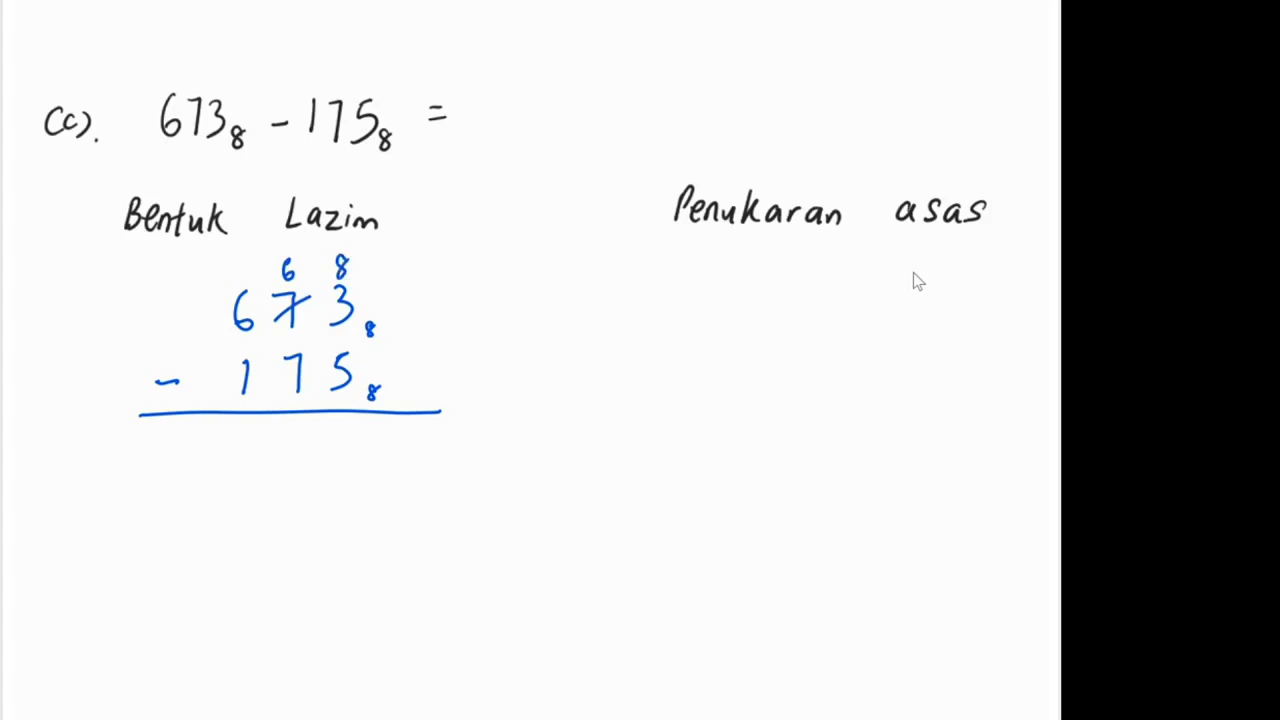 (c). 673₈ - 175₈ =
Bentuk Lazim
Penukaran asas
6 8
6 7 3₈
- 1 7 5₈